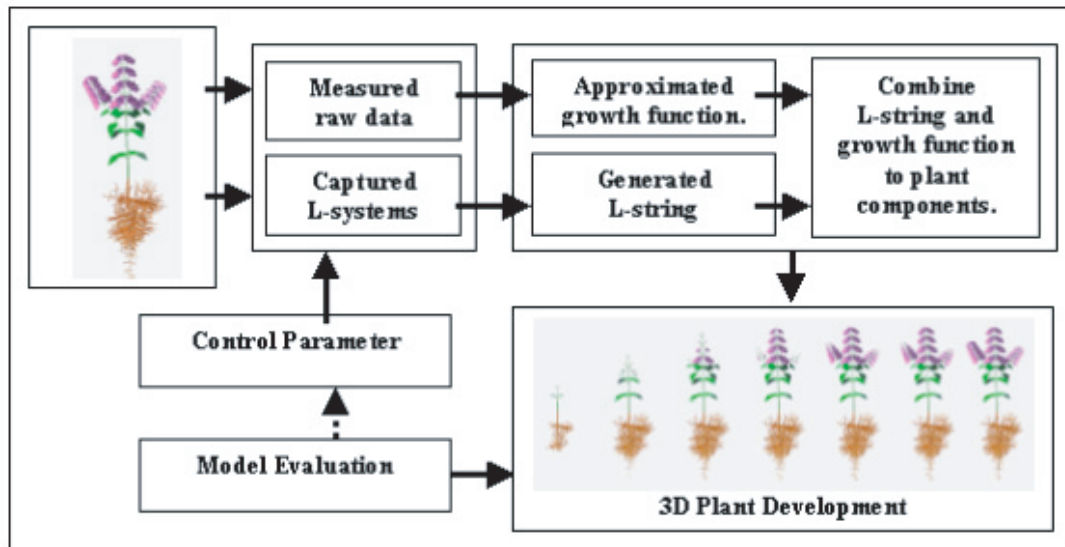 Measured
raw data
Approximated
growth function.
Combine
L-string and
growth function
to plant
components.
Captured
L-systems
Generated
L-string
Control Parameter
Model Evaluation
3D Plant Development